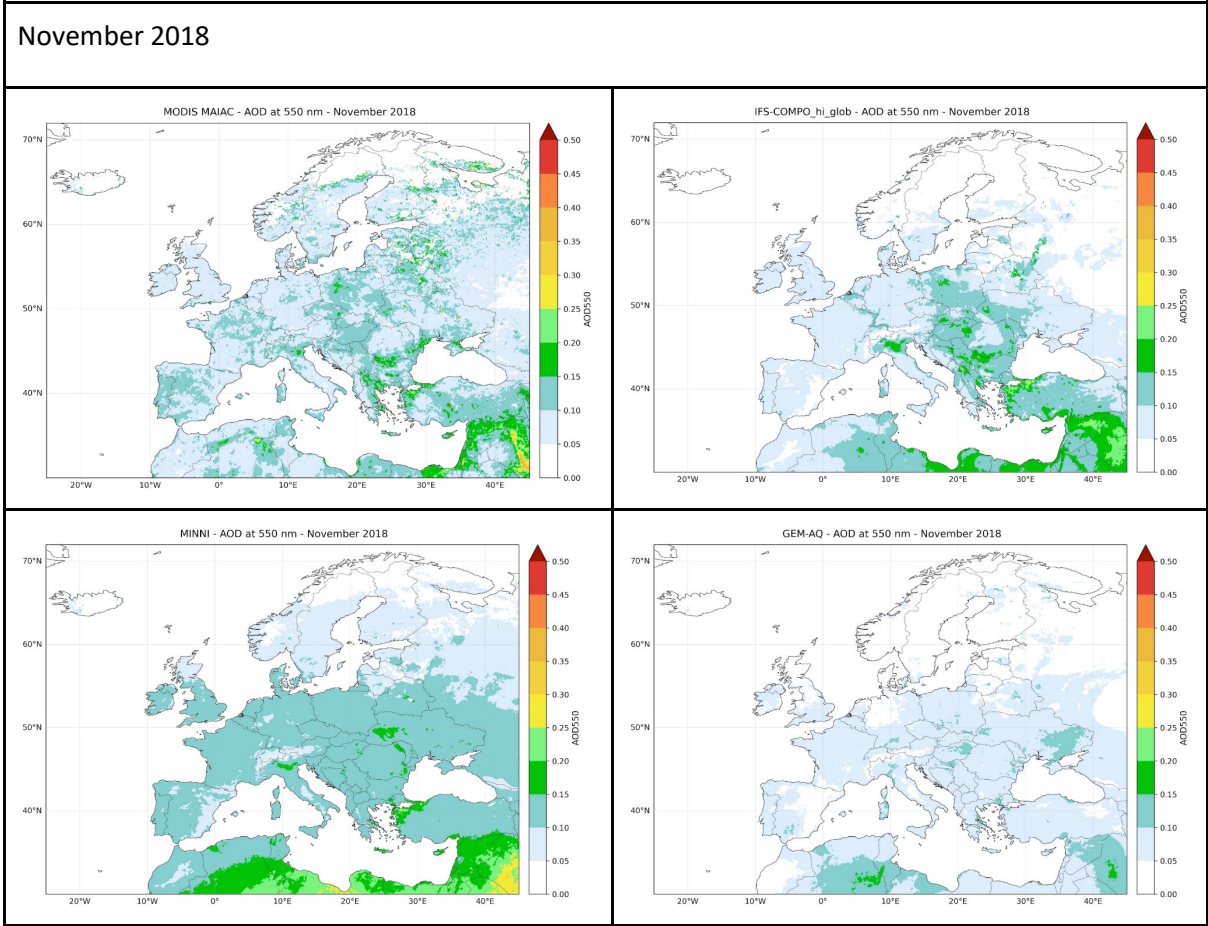 November 2018
MODIS MAIAC - AOD at 550 nm - November 2018
70°N
60°N
50°N
40°N
20°W 10°W 0° 10°E 20°E 30°E 40°E
0.50
0.45
0.40
0.35
0.30
0.25
0.20
0.15
0.10
0.05
0.00
AOD550
IFS-COMPO_hi_glob - AOD at 550 nm - November 2018
70°N
60°N
50°N
40°N
20°W 10°W 0° 10°E 20°E 30°E 40°E
0.50
0.45
0.40
0.35
0.30
0.25
0.20
0.15
0.10
0.05
0.00
AOD550
MINNI - AOD at 550 nm - November 2018
70°N
60°N
50°N
40°N
20°W 10°W 0° 10°E 20°E 30°E 40°E
0.50
0.45
0.40
0.35
0.30
0.25
0.20
0.15
0.10
0.05
0.00
AOD550
GEM-AQ - AOD at 550 nm - November 2018
70°N
60°N
50°N
40°N
20°W 10°W 0° 10°E 20°E 30°E 40°E
0.50
0.45
0.40
0.35
0.30
0.25
0.20
0.15
0.10
0.05
0.00
AOD550